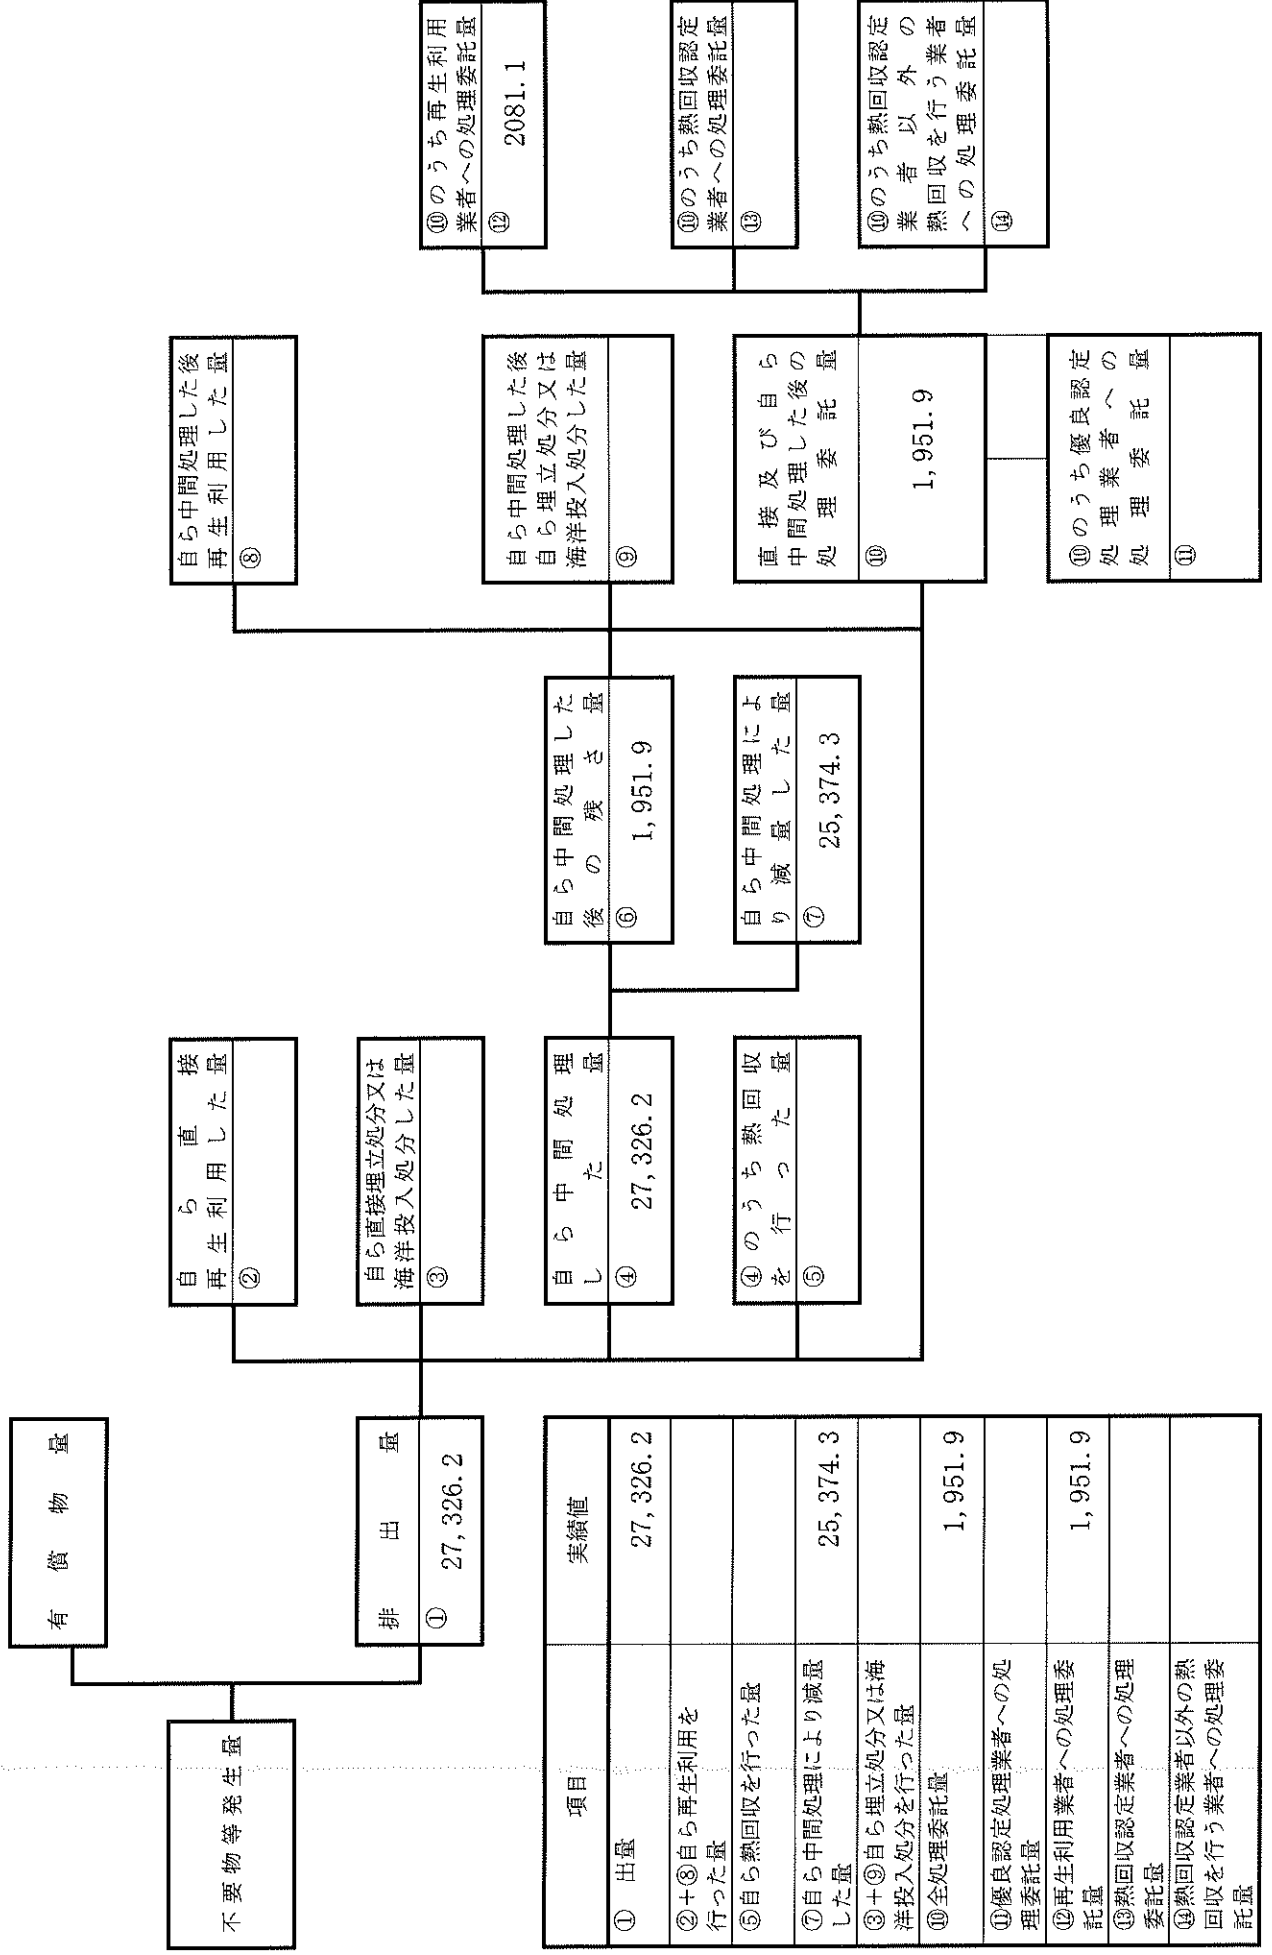 不要物等発生量
有償物量
排出量
① 27,326.2
自ら直接
再生利用した量
②
自ら直接埋立処分又は
海洋投入処分した量
③
自ら中間処理
した量
④ 27,326.2
④のうち熱回収
を行った量
⑤
自ら中間処理した
後の残さ量
⑥ 1,951.9
自ら中間処理によ
り減量した量
⑦ 25,374.3
自ら中間処理した後
再生利用した量
⑧
自ら中間処理した後
自ら埋立処分又は
海洋投入処分した量
⑨
直接及び自ら
中間処理した後の
処理委託量
⑩ 1,951.9
⑩のうち優良認定
処理業者への
処理委託量
⑪
⑩のうち再生利用
業者への処理委託量
⑫ 2081.1
⑩のうち熱回収認定
業者への処理委託量
⑬
⑩のうち熱回収認定
業者以外の
熱回収を行う業者
への処理委託量
⑭
項目 実績値
① 出量 27,326.2
②+⑧自ら再生利用を
行った量
⑤自ら熱回収を行った量
⑦自ら中間処理により減量
した量 25,374.3
③+⑨自ら埋立処分又は海
洋投入処分を行った量
⑩全処理委託量 1,951.9
⑪優良認定処理業者への処
理委託量
⑫再生利用業者への処理委
託量 1,951.9
⑬熱回収認定業者への処理
委託量
⑭熱回収認定業者以外の熱
回収を行う業者への処理委
託量